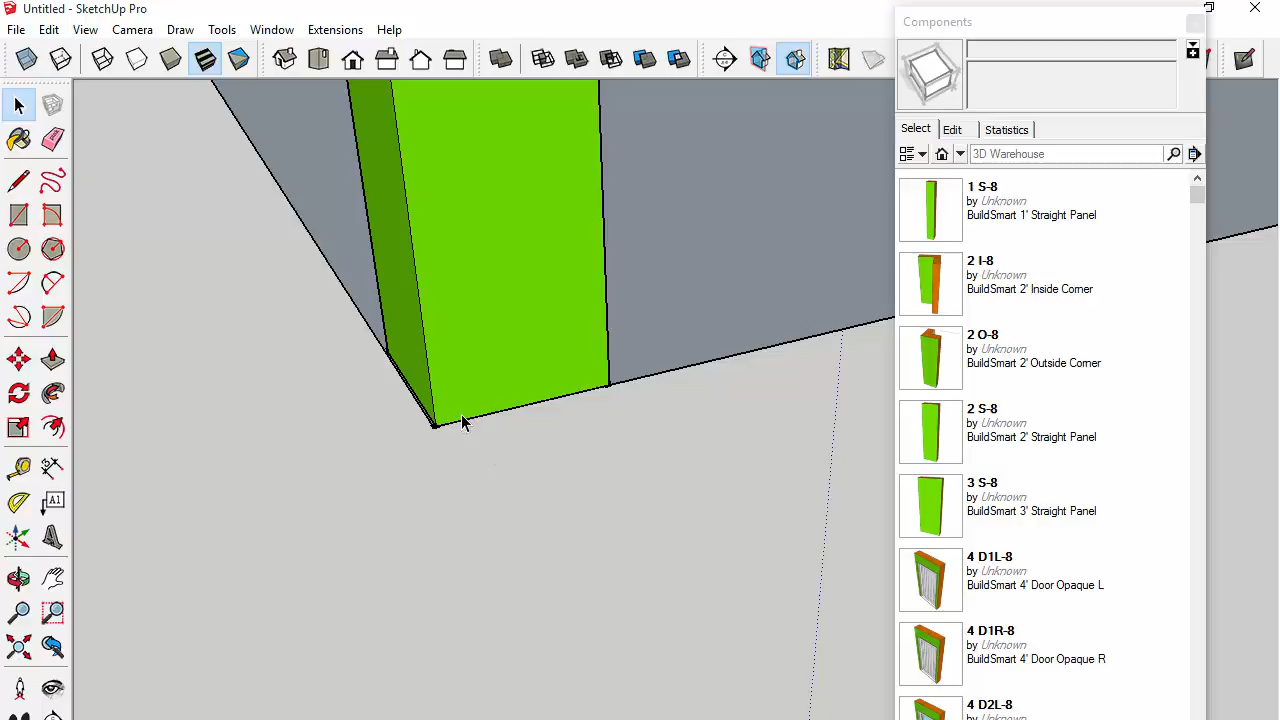 Untitled - SketchUp Pro
File Edit View Camera Draw Tools Window Extensions Help
Components
Select Edit Statistics
3D Warehouse
1 S-8
by Unknown
BuildSmart 1' Straight Panel
2 I-8
by Unknown
BuildSmart 2' Inside Corner
2 O-8
by Unknown
BuildSmart 2' Outside Corner
2 S-8
by Unknown
BuildSmart 2' Straight Panel
3 S-8
by Unknown
BuildSmart 3' Straight Panel
4 D1L-8
by Unknown
BuildSmart 4' Door Opaque L
4 D1R-8
by Unknown
BuildSmart 4' Door Opaque R
4 D2L-8
by Unknown
A1